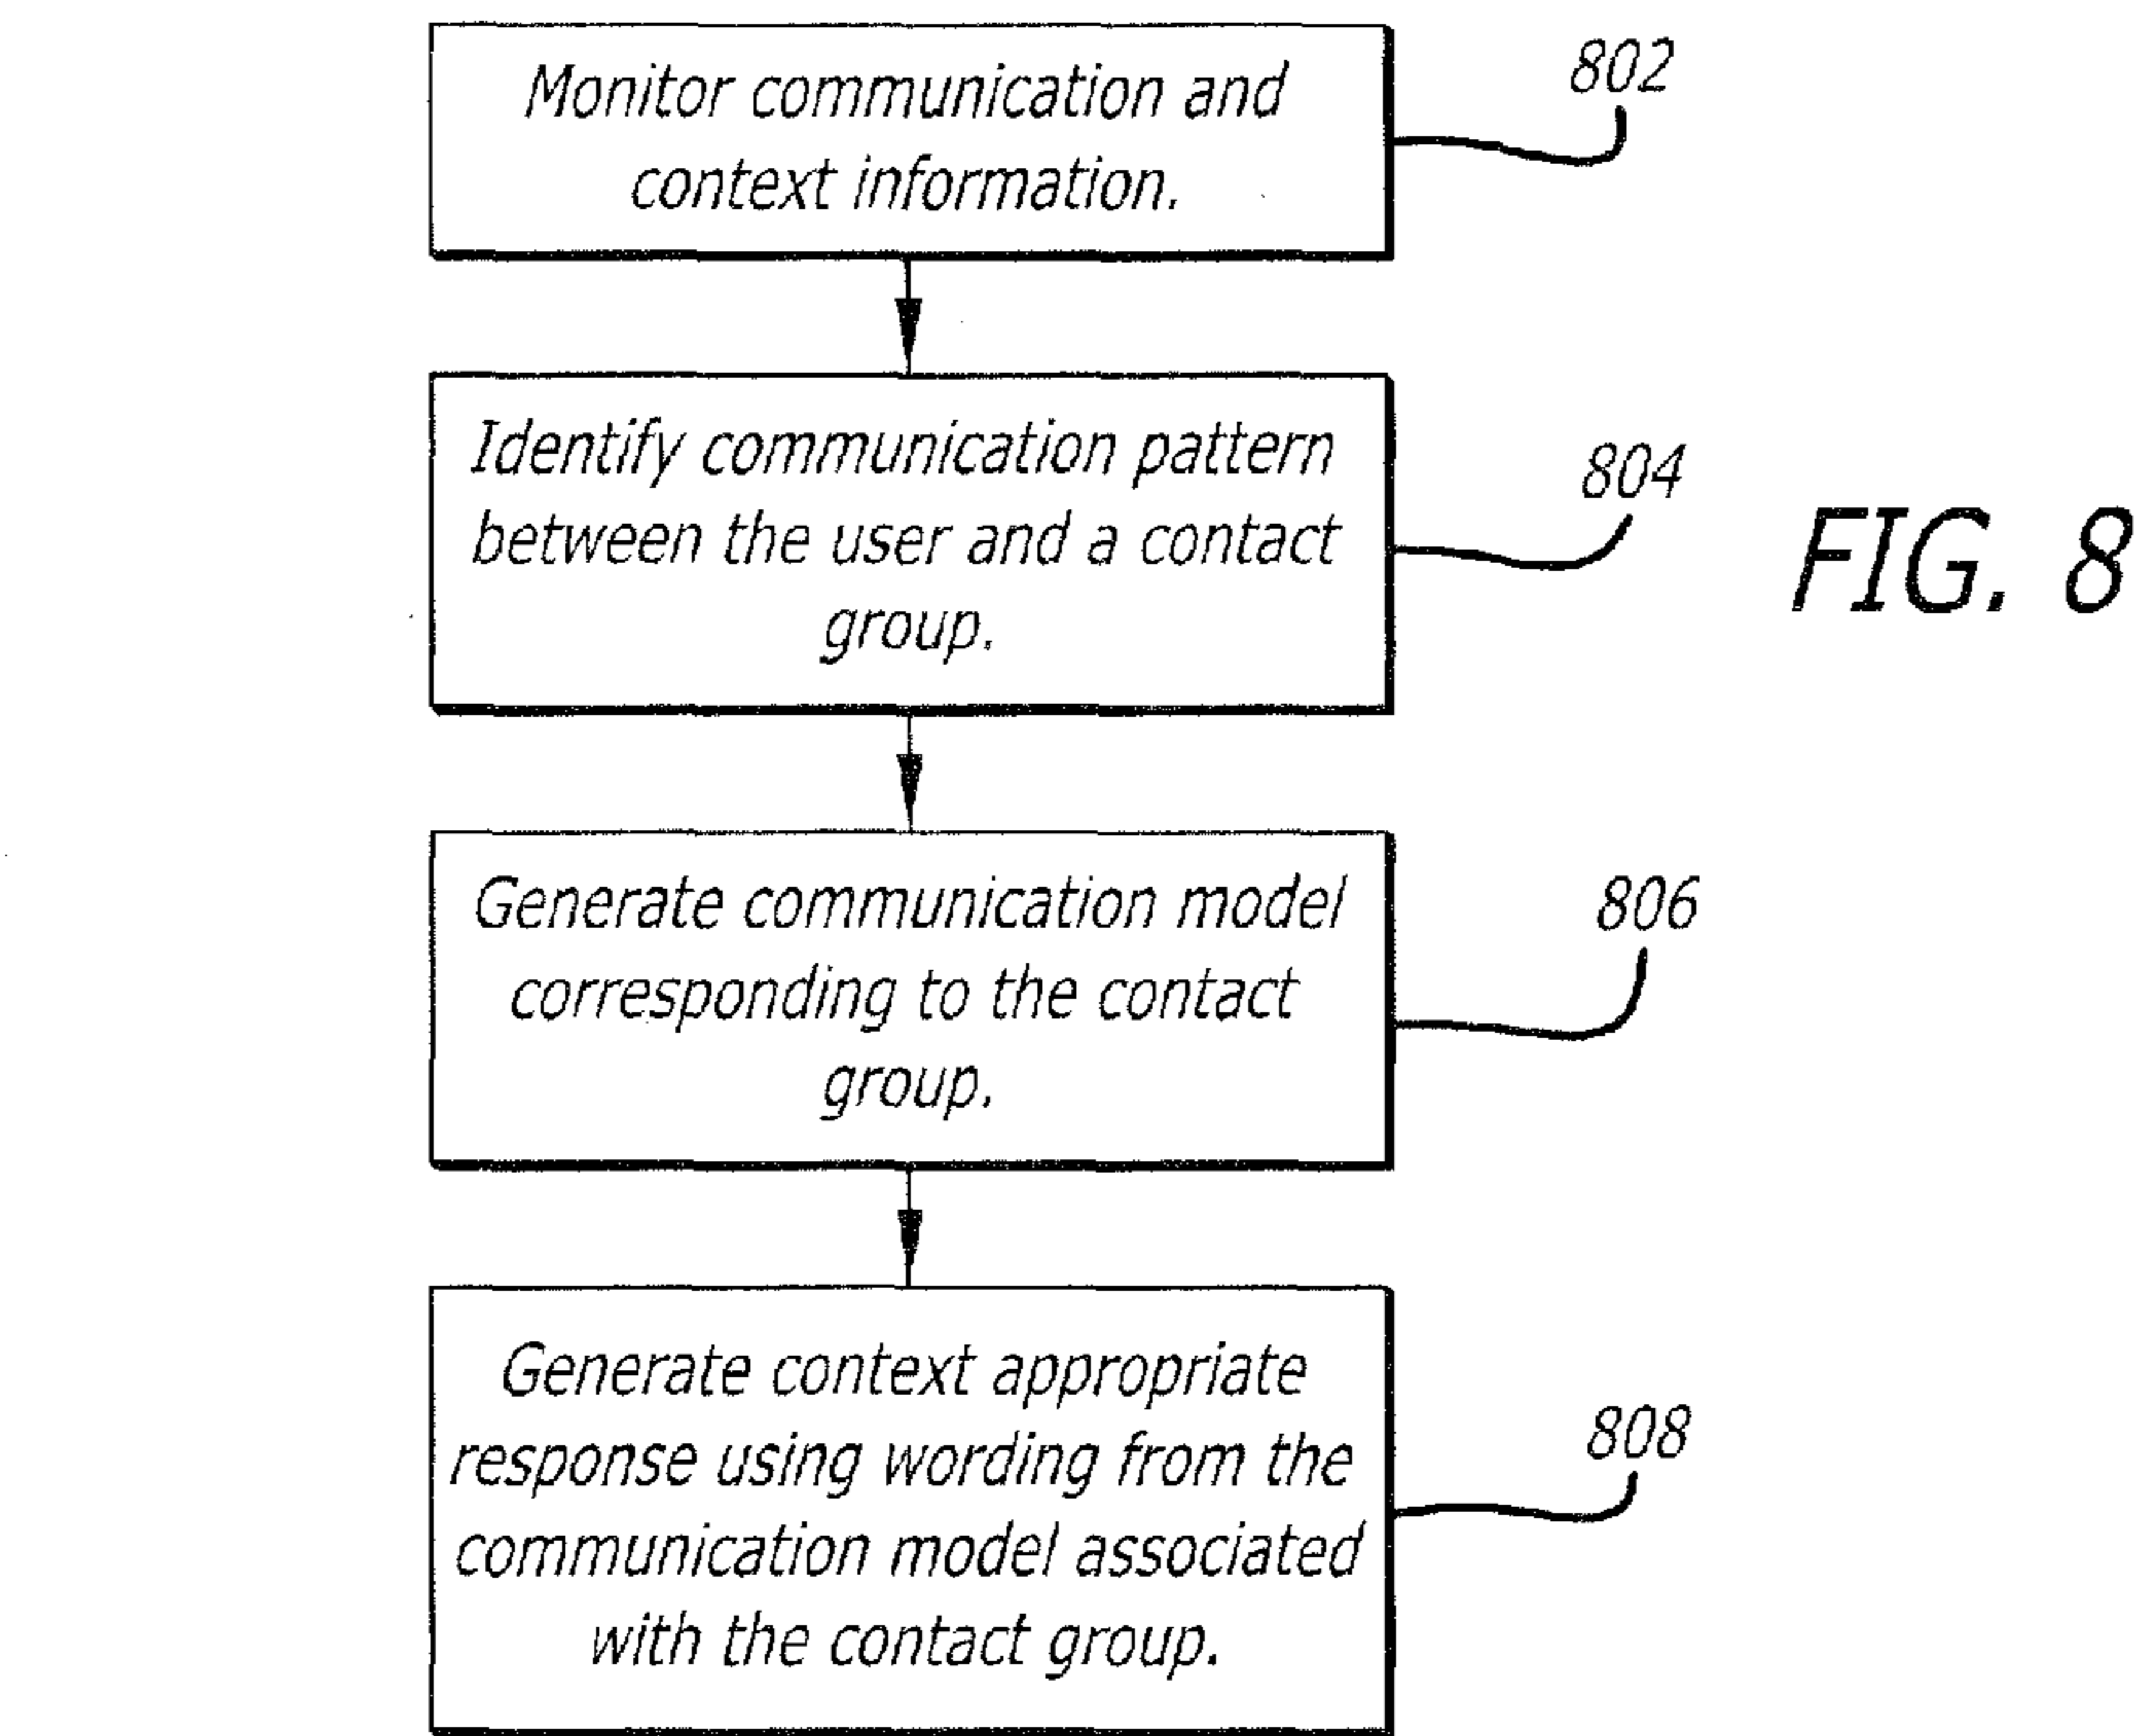 Monitor communication and
context information.
802
Identify communication pattern
between the user and a contact
group.
804
FIG. 8
Generate communication model
corresponding to the contact
group.
806
Generate context appropriate
response using wording from the
communication model associated
with the contact group.
808